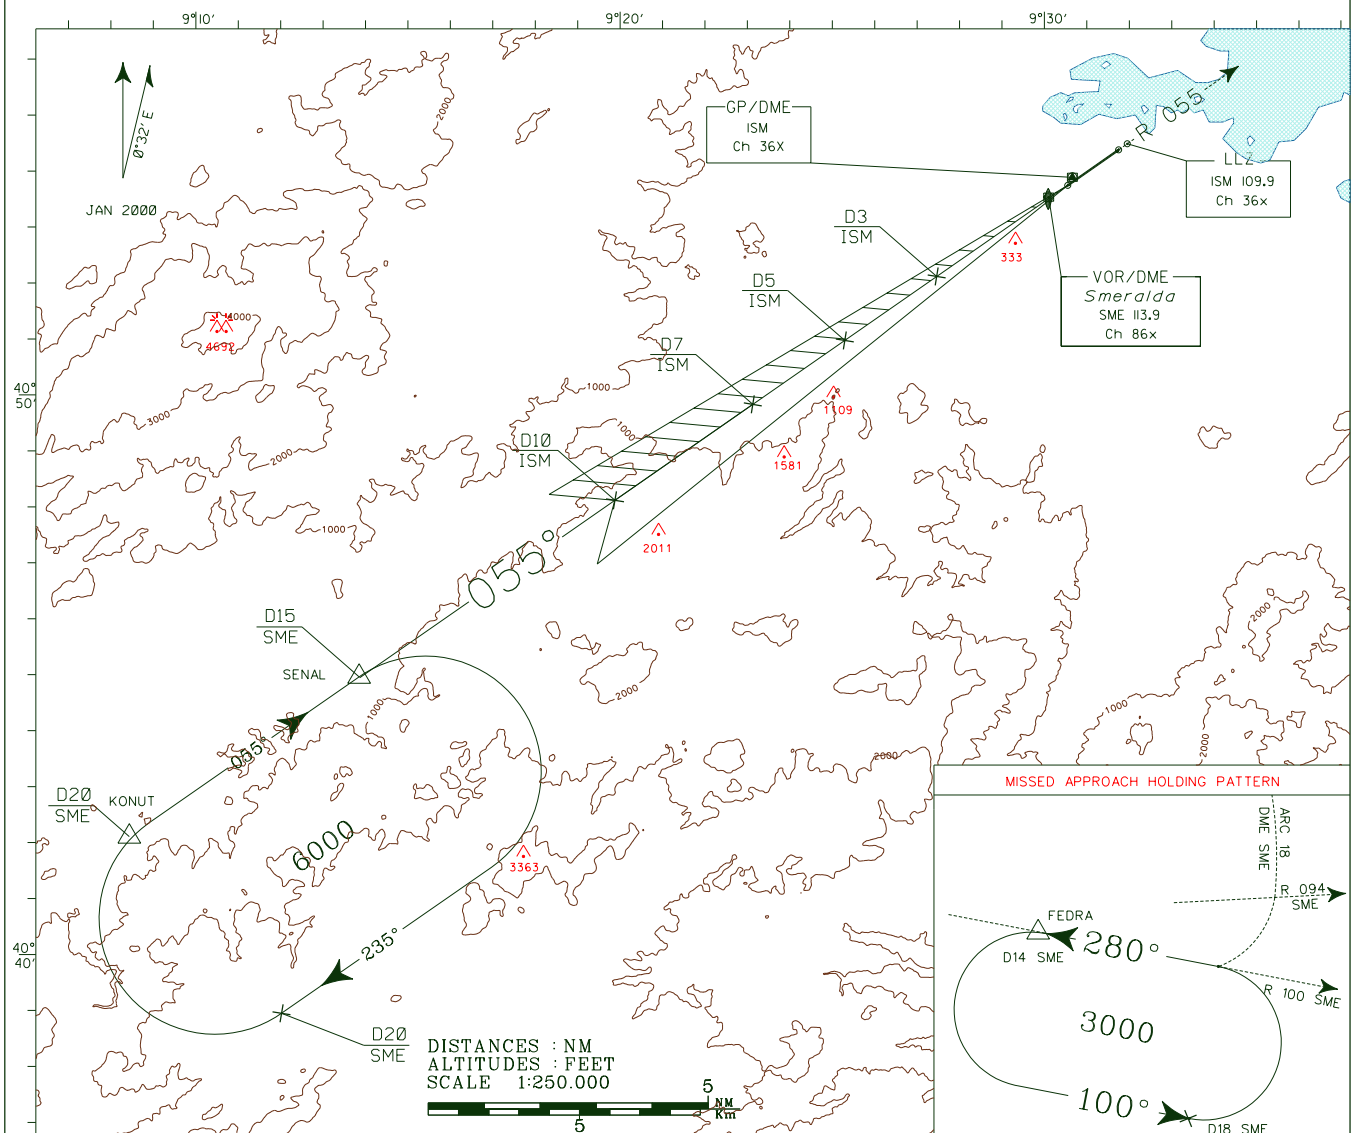 9°10'
9°20'
9°30'
0°32' E
JAN 2000
2000
GP/DME
ISM
Ch 36X
R 055
LLZ
ISM 109.9
Ch 36x
D3
ISM
333
VOR/DME
Smeralda
SME 113.9
Ch 86x
D5
ISM
4000
4692
D7
ISM
40°
50'
1000
3000
1109
1000
D10
ISM
2000
1581
1000
2011
055°
D15
SME
2000
SENAL
2000
1000
1000
055°
2000
2000
MISSED APPROACH HOLDING PATTERN
D20
SME
KONUT
6000
3363
ARC 18
DME SME
R 094
SME
FEDRA
280°
D14 SME
235°
40°
40'
R 100 SME
3000
D20
SME
DISTANCES : NM
ALTITUDES : FEET
SCALE 1:250.000
5
NM
Km
5
100°
D18 SME